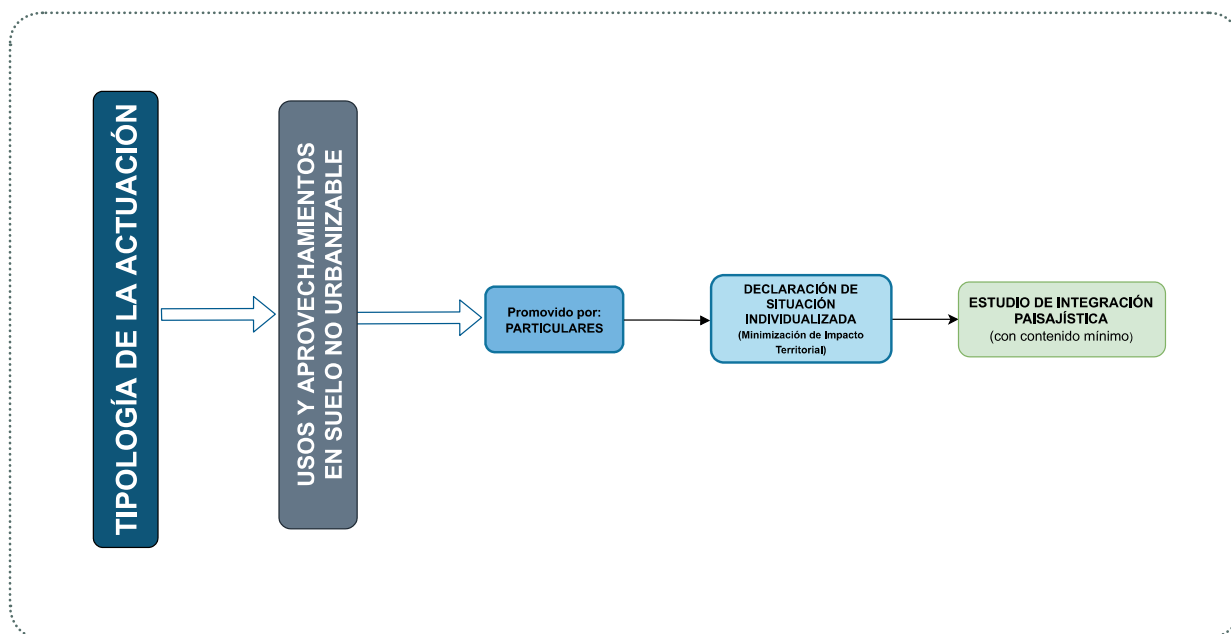 TIPOLOGÍA DE LA ACTUACIÓN
USOS Y APROVECHAMIENTOS
EN SUELO NO URBANIZABLE
Promovido por:
PARTICULARES
DECLARACIÓN DE
SITUACIÓN
INDIVIDUALIZADA
(Minimización de Impacto
Territorial)
ESTUDIO DE INTEGRACIÓN
PAISAJÍSTICA
(con contenido mínimo)